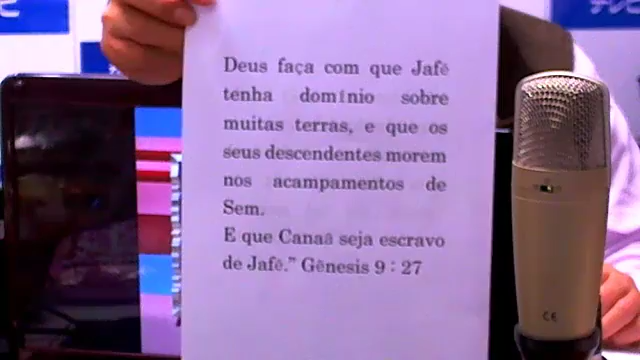 Deus faça com que Jafé
tenha domínio sobre
muitas terras, e que os
seus descendentes morem
nos acampamentos de
Sem.
E que Canaã seja escravo
de Jafé.” Gênesis 9 : 27
CE